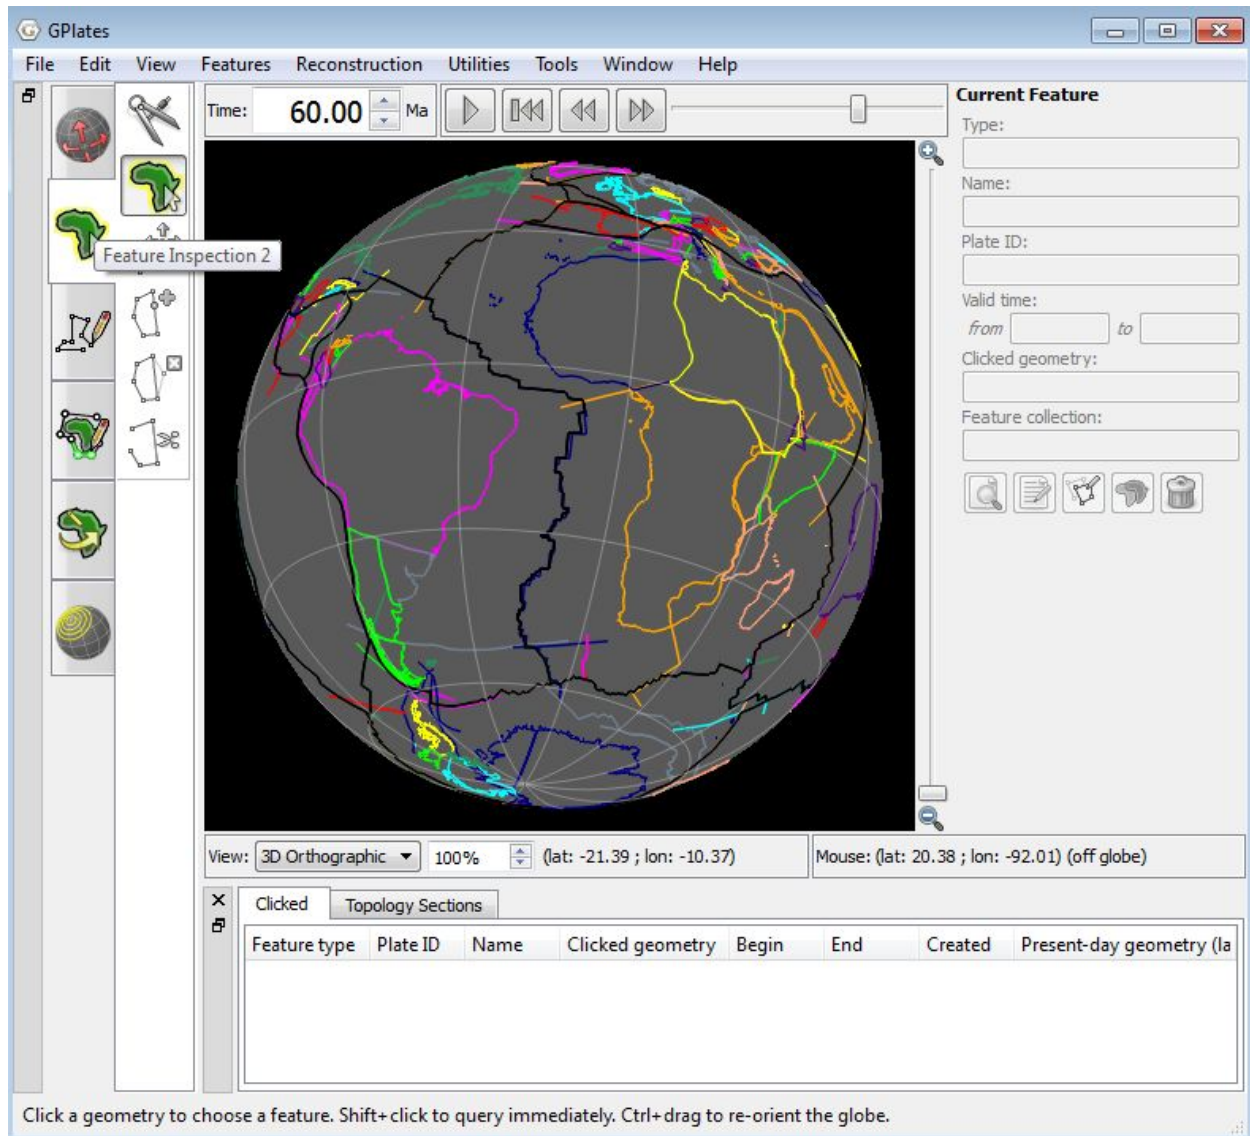 GPlates
File Edit View Features Reconstruction Utilities Tools Window Help
Time: 60.00 Ma
Feature Inspection 2
Current Feature
Type:
Name:
Plate ID:
Valid time:
from to
Clicked geometry:
Feature collection:
View: 3D Orthographic 100% (lat: -21.39 ; lon: -10.37) Mouse: (lat: 20.38 ; lon: -92.01) (off globe)
Clicked Topology Sections
Feature type Plate ID Name Clicked geometry Begin End Created Present-day geometry (la
Click a geometry to choose a feature. Shift+click to query immediately. Ctrl+drag to re-orient the globe.